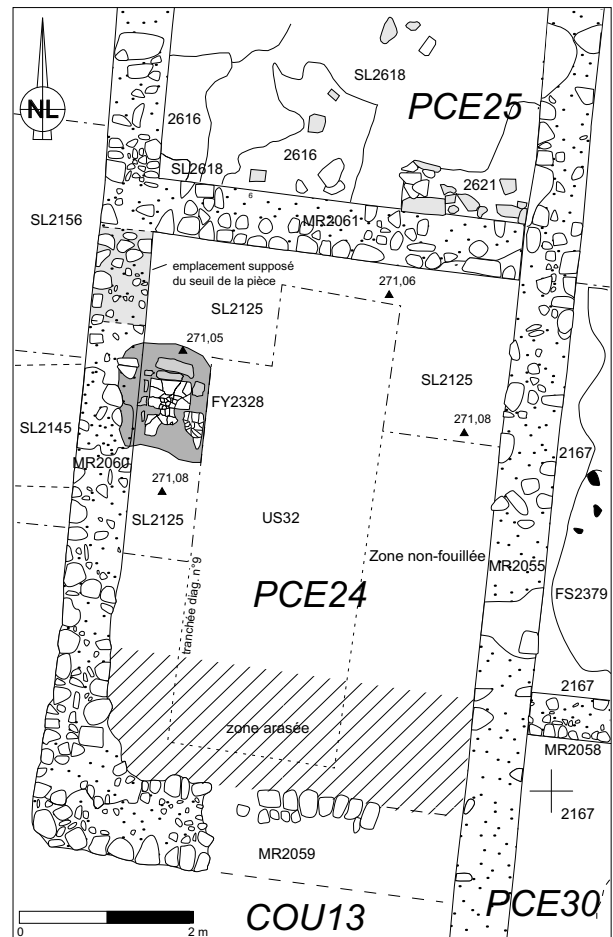 SL2618
PCE25
NL
2616
SL2618
2616
2621
6
MR2061
SL2156
emplacement supposé
du seuil de la pièce
271,06
SL2125
271,05
SL2125
FY2328
271,08
SL2145
MR2060
2167
271,08
SL2125
US32
Zone non-fouillée
MR2055
tranchée diag. n°9
PCE24
FS2379
2167
zone arasée
MR2058
2167
MR2059
PCE30
COU13
0
2 m